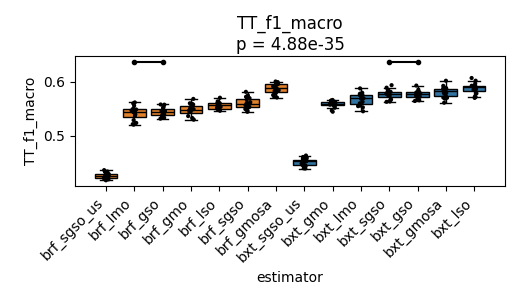 TT_f1_macro
p = 4.88e-35
TT_f1_macro
0.6
0.5
brf_sgso_us
brf_lmo
brf_gso
brf_gmo
brf_lso
brf_sgso
brf_gmosa
bxt_sgso_us
bxt_gmo
bxt_lmo
bxt_sgso
bxt_gso
bxt_gmosa
bxt_lso
estimator